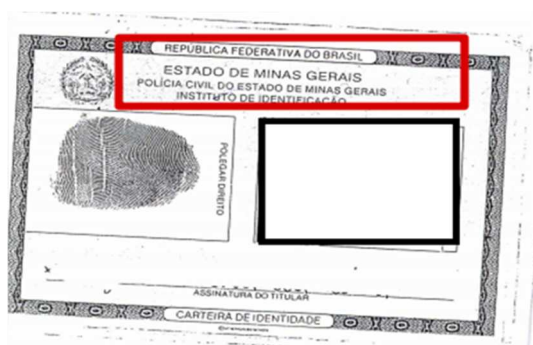 REPÚBLICA FEDERATIVA DO BRASIL
ESTADO DE MINAS GERAIS
POLÍCIA CIVIL DO ESTADO DE MINAS GERAIS
INSTITUTO DE IDENTIFICAÇÃO
POLEGAR DIREITO
ASSINATURA DO TITULAR
CARTEIRA DE IDENTIDADE